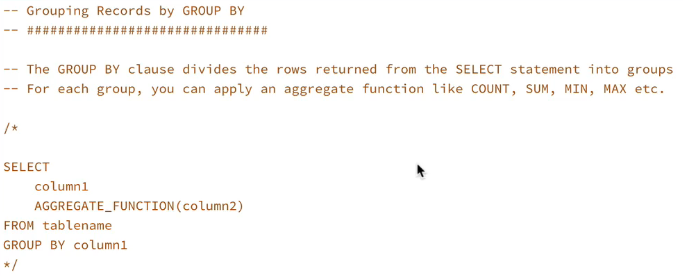 -- Grouping Records by GROUP BY
-- ###############################
-- The GROUP BY clause divides the rows returned from the SELECT statement into groups
-- For each group, you can apply an aggregate function like COUNT, SUM, MIN, MAX etc.
/*
SELECT
    column1
    AGGREGATE_FUNCTION(column2)
FROM tablename
GROUP BY column1
*/